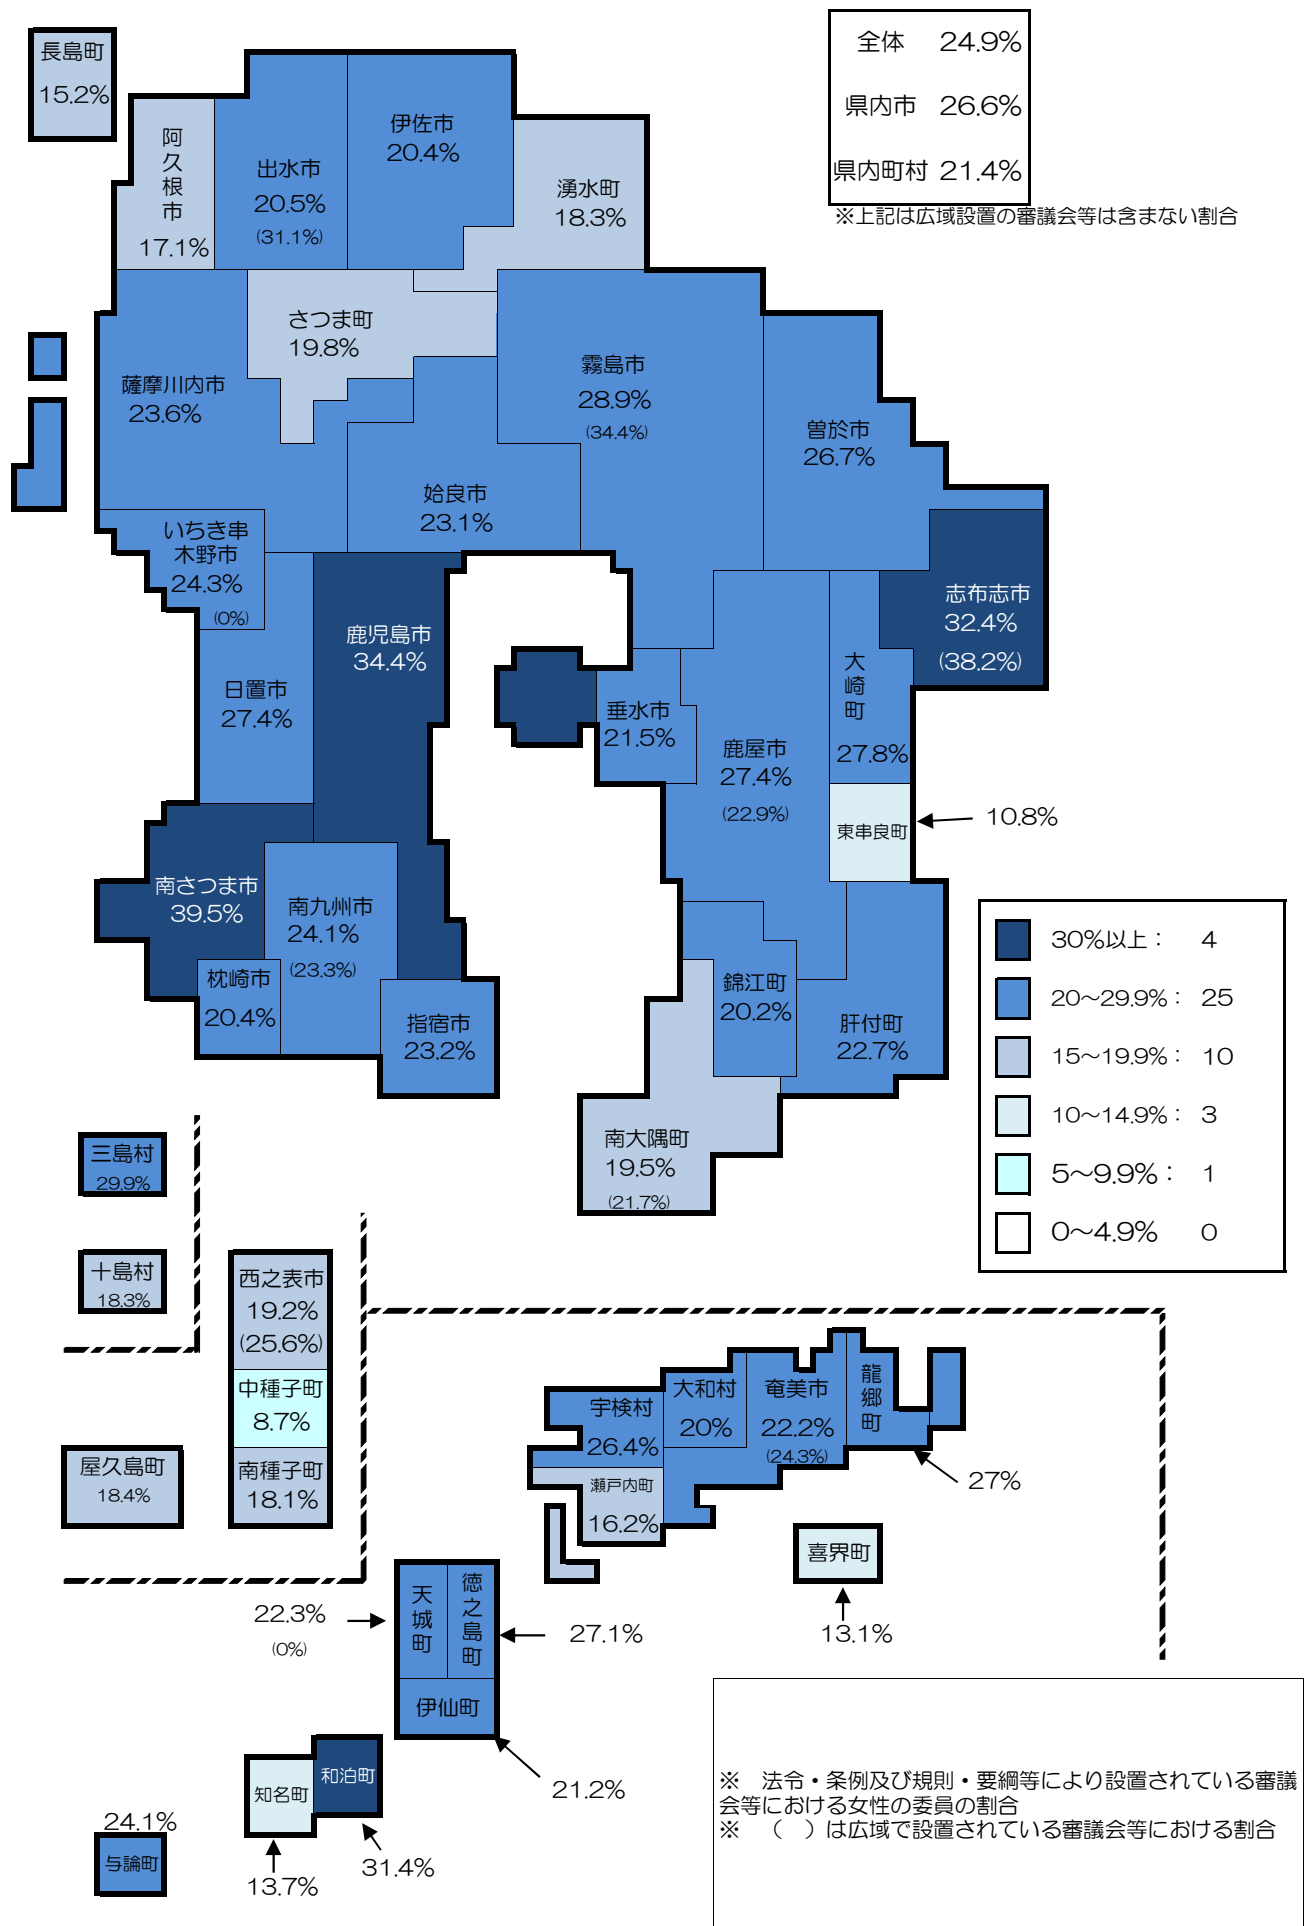 長島町
15.2%
全体 24.9%
県内市 26.6%
県内町村 21.4%
※上記は広域設置の審議会等は含まない割合
阿久根市
17.1%
出水市
20.5%
(31.1%)
伊佐市
20.4%
湧水町
18.3%
さつま町
19.8%
薩摩川内市
23.6%
霧島市
28.9%
(34.4%)
曽於市
26.7%
姶良市
23.1%
いちき串
木野市
24.3%
(0%)
鹿児島市
34.4%
志布志市
32.4%
(38.2%)
日置市
27.4%
垂水市
21.5%
鹿屋市
27.4%
(22.9%)
大崎町
27.8%
東串良町
10.8%
南さつま市
39.5%
南九州市
24.1%
(23.3%)
枕崎市
20.4%
指宿市
23.2%
錦江町
20.2%
肝付町
22.7%
南大隅町
19.5%
(21.7%)
30%以上: 4
20~29.9%: 25
15~19.9%: 10
10~14.9%: 3
5~9.9%: 1
0~4.9% 0
三島村
29.9%
十島村
18.3%
西之表市
19.2%
(25.6%)
中種子町
8.7%
南種子町
18.1%
屋久島町
18.4%
宇検村
26.4%
大和村
20%
奄美市
22.2%
(24.3%)
龍郷町
27%
瀬戸内町
16.2%
喜界町
13.1%
天城町
22.3%
(0%)
徳之島町
27.1%
伊仙町
21.2%
和泊町
31.4%
知名町
13.7%
24.1%
与論町
※ 法令・条例及び規則・要綱等により設置されている審議
会等における女性の委員の割合
※ ( )は広域で設置されている審議会等における割合